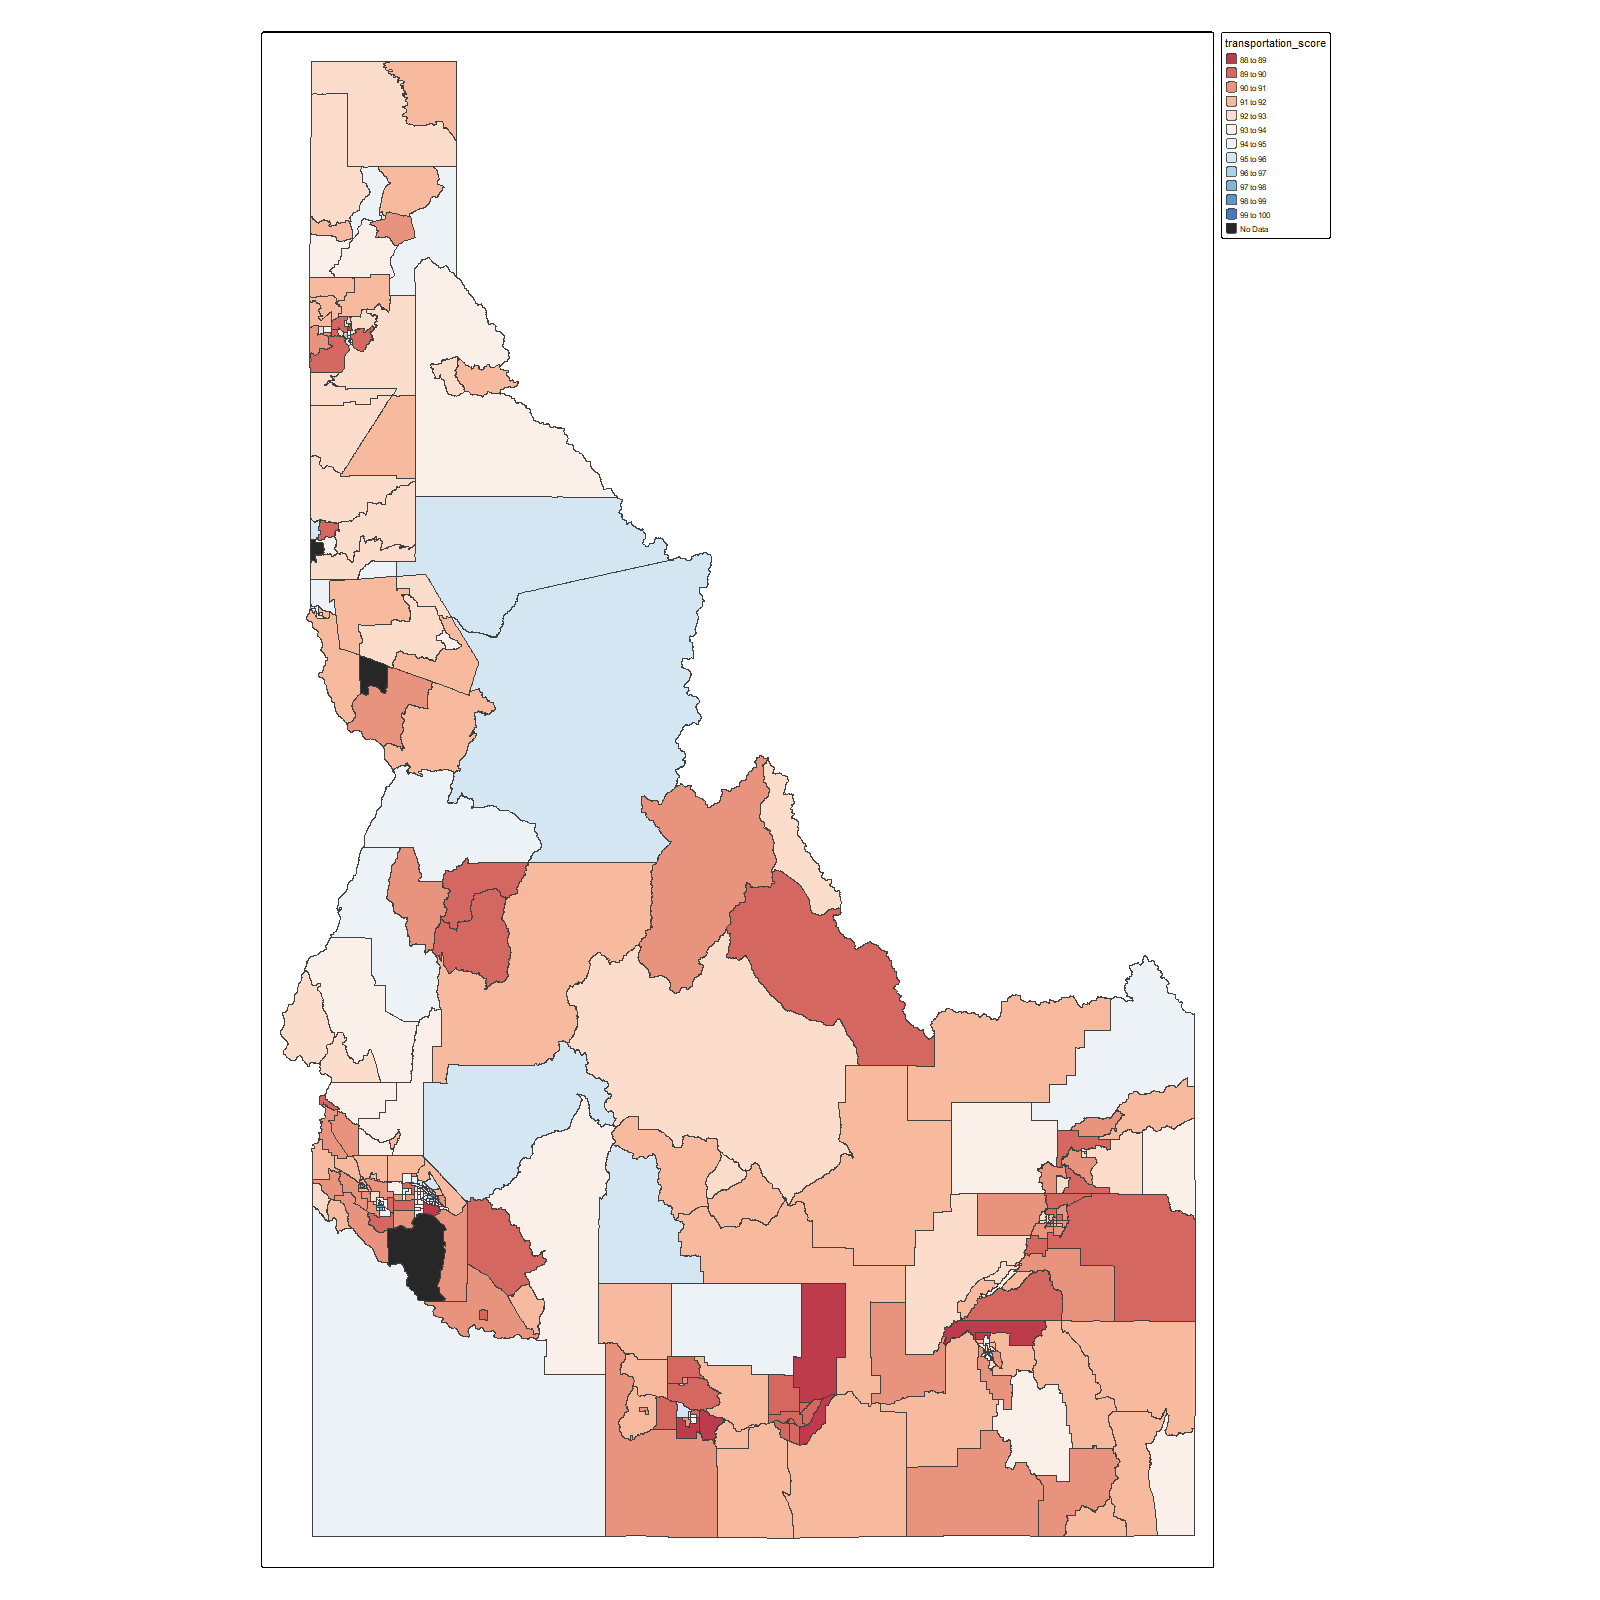 transportation_score
88 to 89
89 to 90
90 to 91
91 to 92
92 to 93
93 to 94
94 to 95
95 to 96
96 to 97
97 to 98
98 to 99
99 to 100
No Data